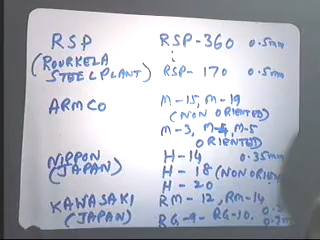 RSP RSP-360 0.5mm
(ROURKELA
STEEL PLANT) RSP-170 0.5mm
ARMCO M-15, M-19
(NON ORIENTED)
M-3, M-4, M-5
ORIENTED)
NIPPON H-14 0.35mm
(JAPAN) H-18 (NON ORIEN
H-20
KAWASAKI RM-12, RM-14
(JAPAN) RG-9- RG-10,